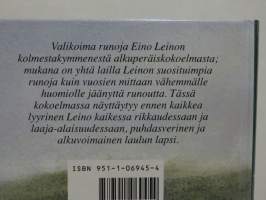 Valikoima runoja Eino Leinon
kolmestakymmenestä alkuperäiskokoelmasta;
mukana on yhtä lailla Leinon suosituimpia
runoja kuin vuosien mittaan vähemmälle
huomiolle jäänyttä runoutta. Tässä
kokoelmassa näyttäytyy ennen kaikkea
lyyrinen Leino kaikessa rikkaudessaan ja
laaja-alaisuudessaan, puhdasverinen ja
alkuvoimainen laulun lapsi.
ISBN 951-1-06945-4